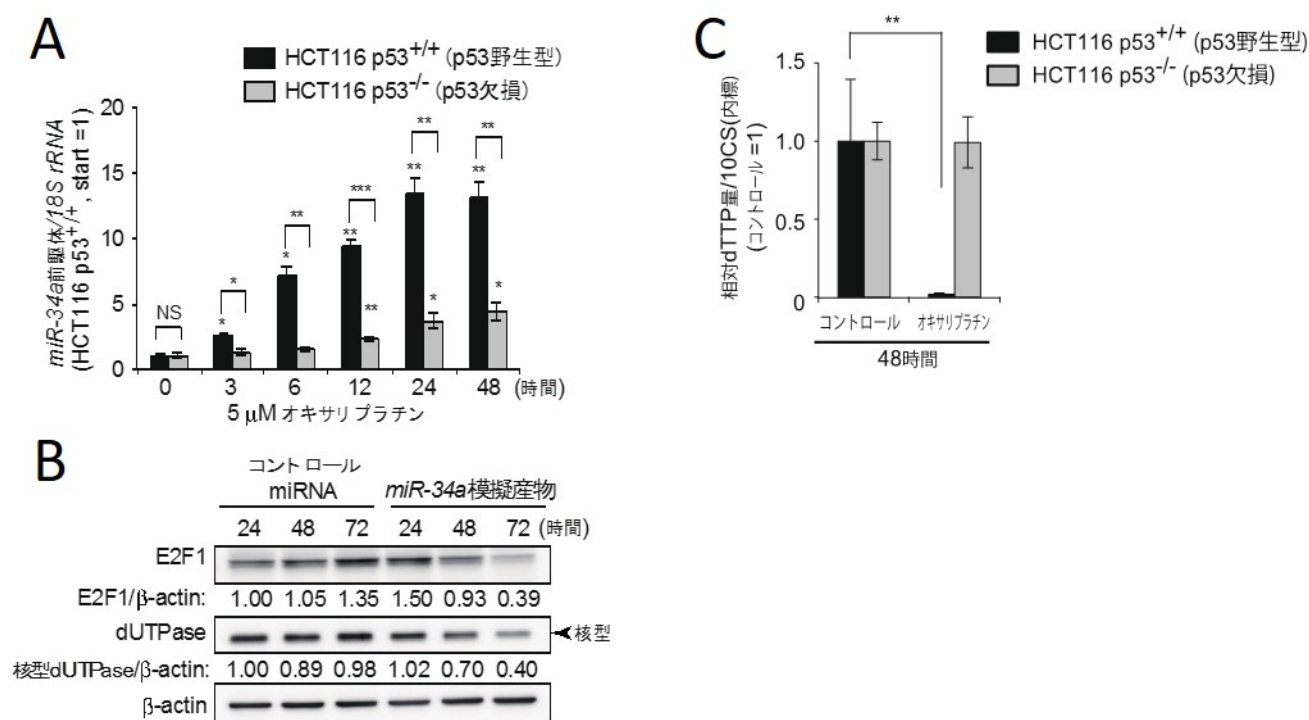 A
HCT116 p53+/+ (p53野生型)
HCT116 p53-/- (p53欠損)
miR-34a前駆体/18S rRNA
(HCT116 p53+/+, start =1)
20
15
10
5
0
NS
*
*
*
**
**
***
**
**
**
*
**
**
*
0 3 6 12 24 48 (時間)
5 μM オキサリプラチン
B
コントロール
miRNA
miR-34a模擬産物
24 48 72 24 48 72 (時間)
E2F1
E2F1/β-actin: 1.00 1.05 1.35 1.50 0.93 0.39
dUTPase
核型
核型dUTPase/β-actin: 1.00 0.89 0.98 1.02 0.70 0.40
β-actin
C
HCT116 p53+/+ (p53野生型)
HCT116 p53-/- (p53欠損)
**
相対dTTP量/10CS(内標)
(コントロール=1)
1.5
1.0
0.5
0
コントロール オキサリプラチン
48時間